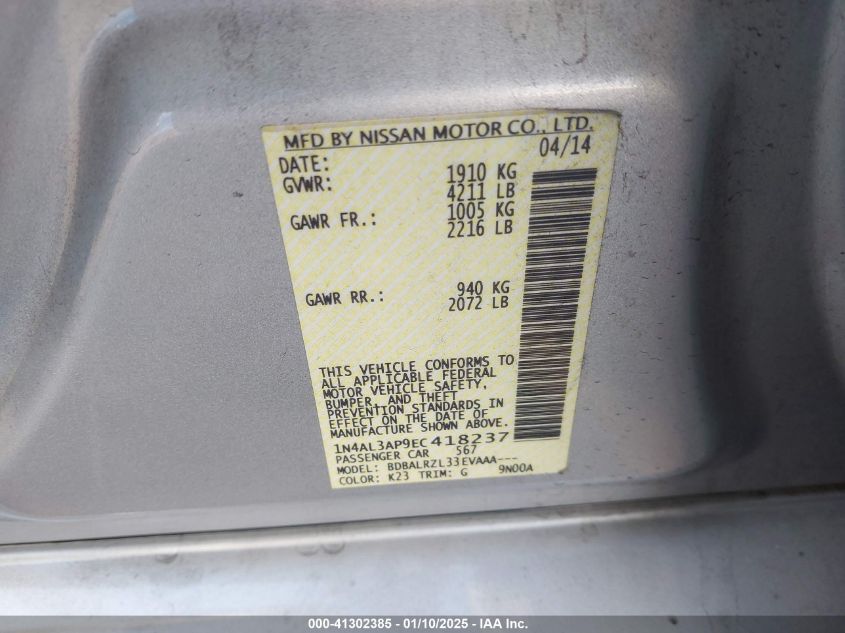 MFD BY NISSAN MOTOR CO., LTD.
DATE: 04/14
GVWR: 1910 KG
4211 LB
GAWR FR.: 1005 KG
2216 LB
GAWR RR.: 940 KG
2072 LB
THIS VEHICLE CONFORMS TO
ALL APPLICABLE FEDERAL
MOTOR VEHICLE SAFETY,
BUMPER, AND THEFT
PREVENTION STANDARDS IN
EFFECT ON THE DATE OF
MANUFACTURE SHOWN ABOVE.
1N4AL3AP9EC418237
PASSENGER CAR 567
MODEL: BDBALRZL33EVAAA---
COLOR: K23 TRIM: G 9N00A
000-41302385 - 01/10/2025 - IAA Inc.